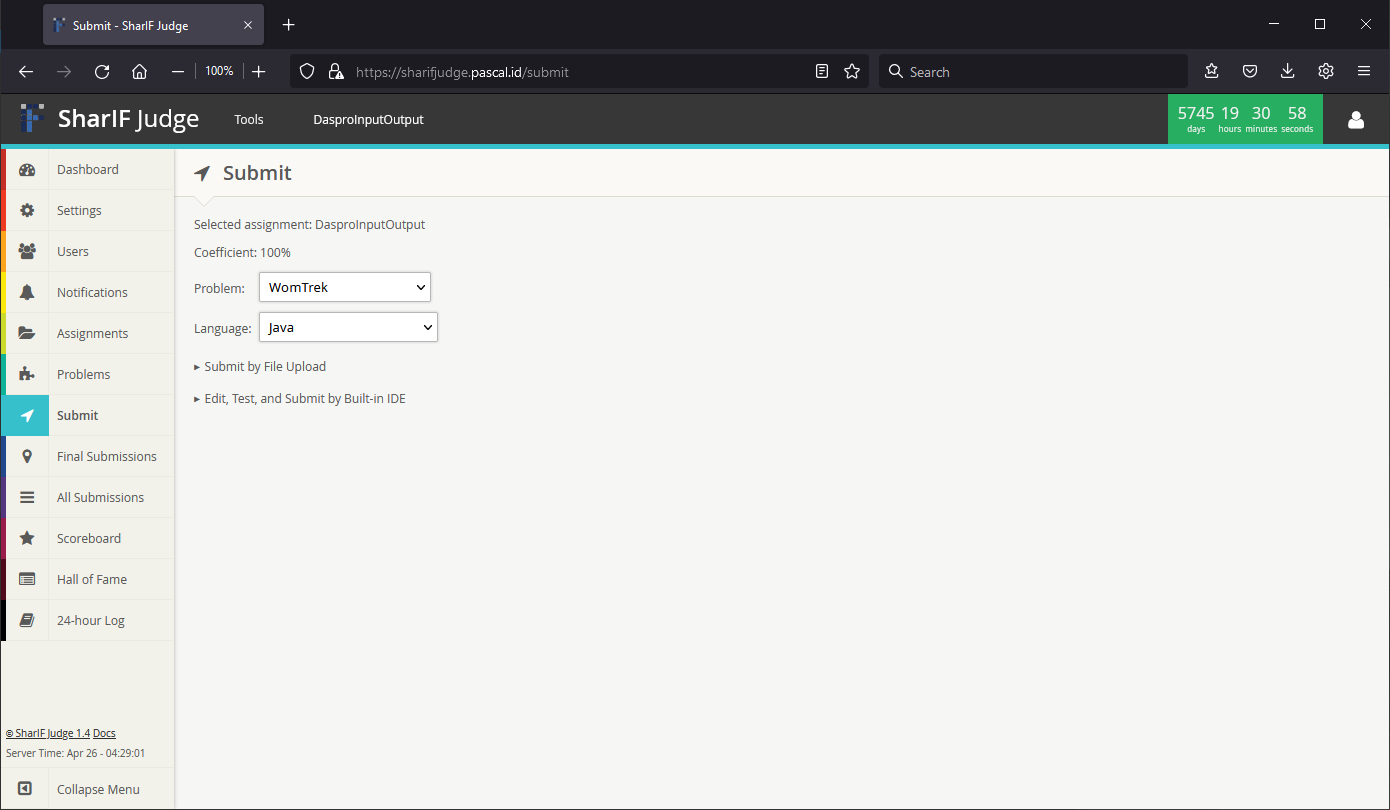 Submit - SharIF Judge
100%
https://sharifjudge.pascal.id/submit
Search
SharIF Judge
Tools
DasproInputOutput
5745 19 30 58
days hours minutes seconds
Dashboard
Settings
Users
Notifications
Assignments
Problems
Submit
Final Submissions
All Submissions
Scoreboard
Hall of Fame
24-hour Log
© SharIF Judge 1.4 Docs
Server Time: Apr 26 - 04:29:01
Collapse Menu
Submit
Selected assignment: DasproInputOutput
Coefficient: 100%
Problem: WomTrek
Language: Java
▸ Submit by File Upload
▸ Edit, Test, and Submit by Built-in IDE